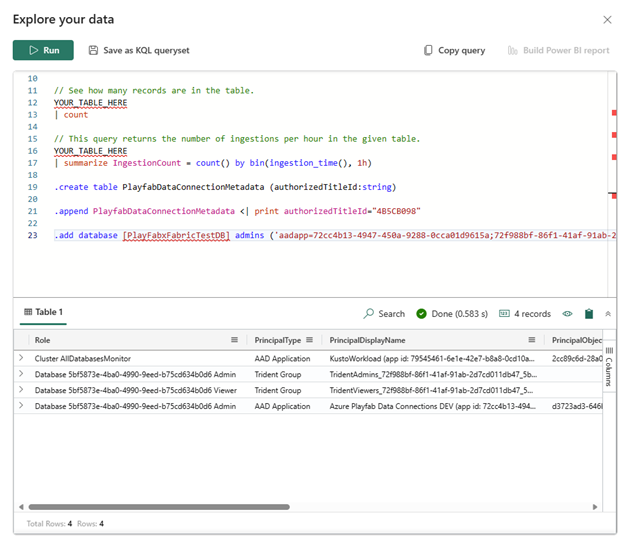 Explore your data
Run
Save as KQL queryset
Copy query
Build Power BI report
10
11 // See how many records are in the table.
12 YOUR_TABLE_HERE
13 | count
14
15 // This query returns the number of ingestions per hour in the given table.
16 YOUR_TABLE_HERE
17 | summarize IngestionCount = count() by bin(ingestion_time(), 1h)
18
19 .create table PlayfabDataConnectionMetadata (authorizedTitleId:string)
20
21 .append PlayfabDataConnectionMetadata <| print authorizedTitleId="4B5CB098"
22
23 .add database [PlayFabxFabricTestDB] admins ('aadapp=72cc4b13-4947-450a-9288-0cca01d9615a;72f988bf-86f1-41af-91ab-2
Table 1
Search
Done (0.583 s)
4 records
Role PrincipalType PrincipalDisplayName PrincipalObjec
Cluster AllDatabasesMonitor AAD Application KustoWorkload (app id: 79545461-6e1e-42e7-b8a8-0cd10a... 2cc89c6d-28a0
Database 5bf5873e-4ba0-4990-9eed-b75cd634b0d6 Admin Trident Group TridentAdmins_72f988bf-86f1-41af-91ab-2d7cd011db47_5b...
Database 5bf5873e-4ba0-4990-9eed-b75cd634b0d6 Viewer Trident Group TridentViewers_72f988bf-86f1-41af-91ab-2d7cd011db47_5...
Database 5bf5873e-4ba0-4990-9eed-b75cd634b0d6 Admin AAD Application Azure Playfab Data Connections DEV (app id: 72cc4b13-494... d3723ad3-646
Columns
Total Rows: 4 Rows: 4